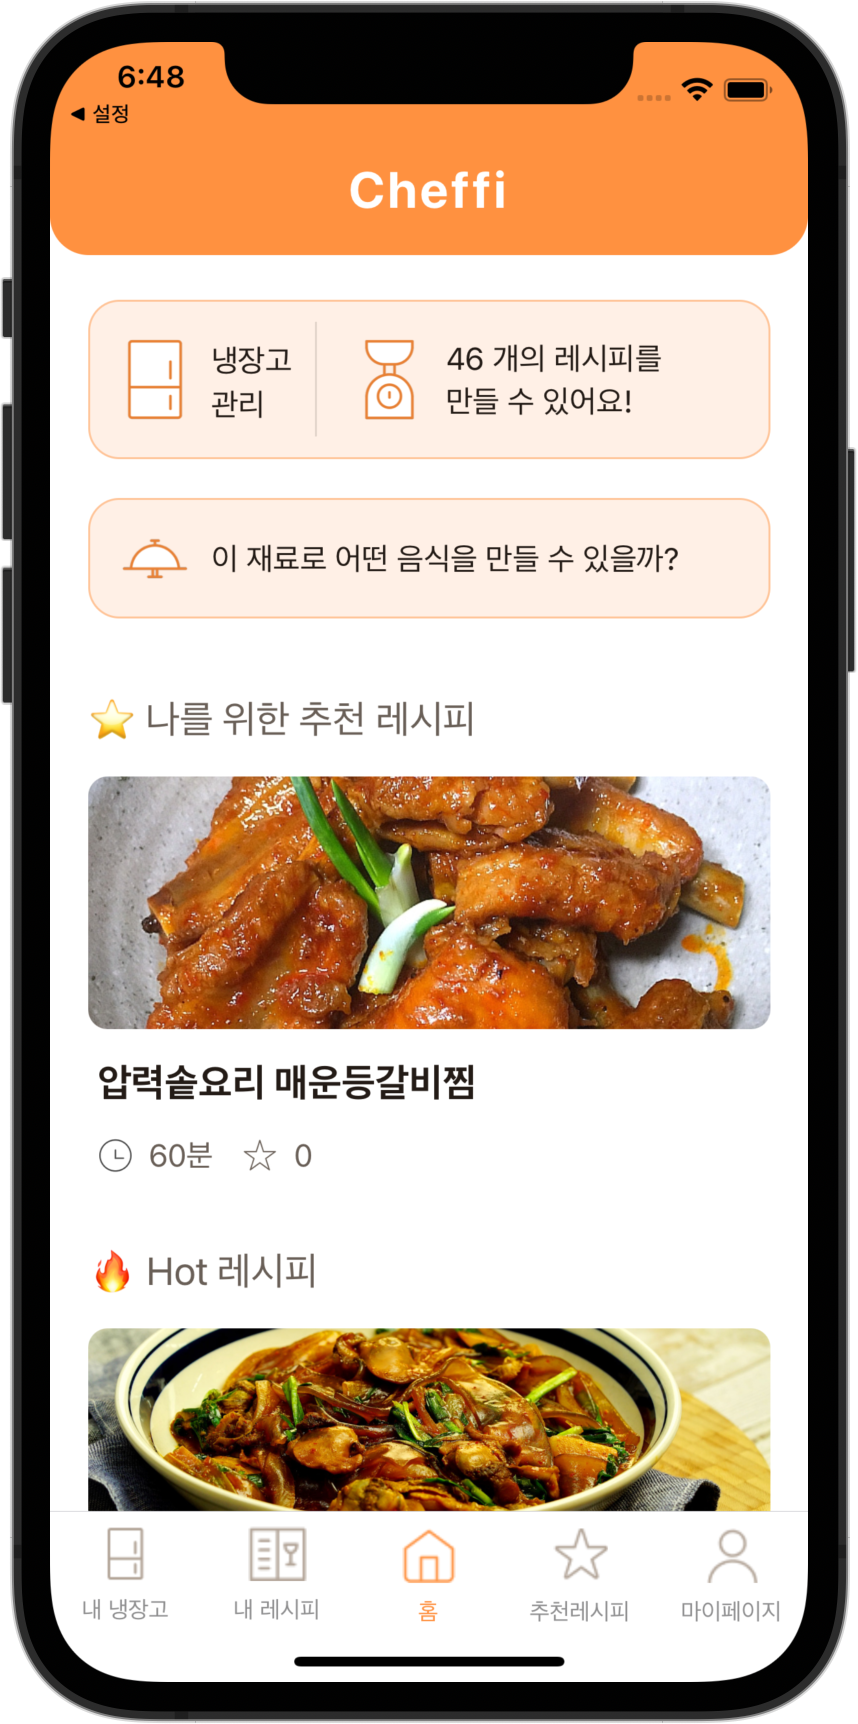 6:48
◀ 설정
Cheffi
냉장고
관리
46 개의 레시피를
만들 수 있어요!
이 재료로 어떤 음식을 만들 수 있을까?
⭐ 나를 위한 추천 레시피
압력솥요리 매운등갈비찜
60분 0
🔥 Hot 레시피
내 냉장고 내 레시피 홈 추천레시피 마이페이지